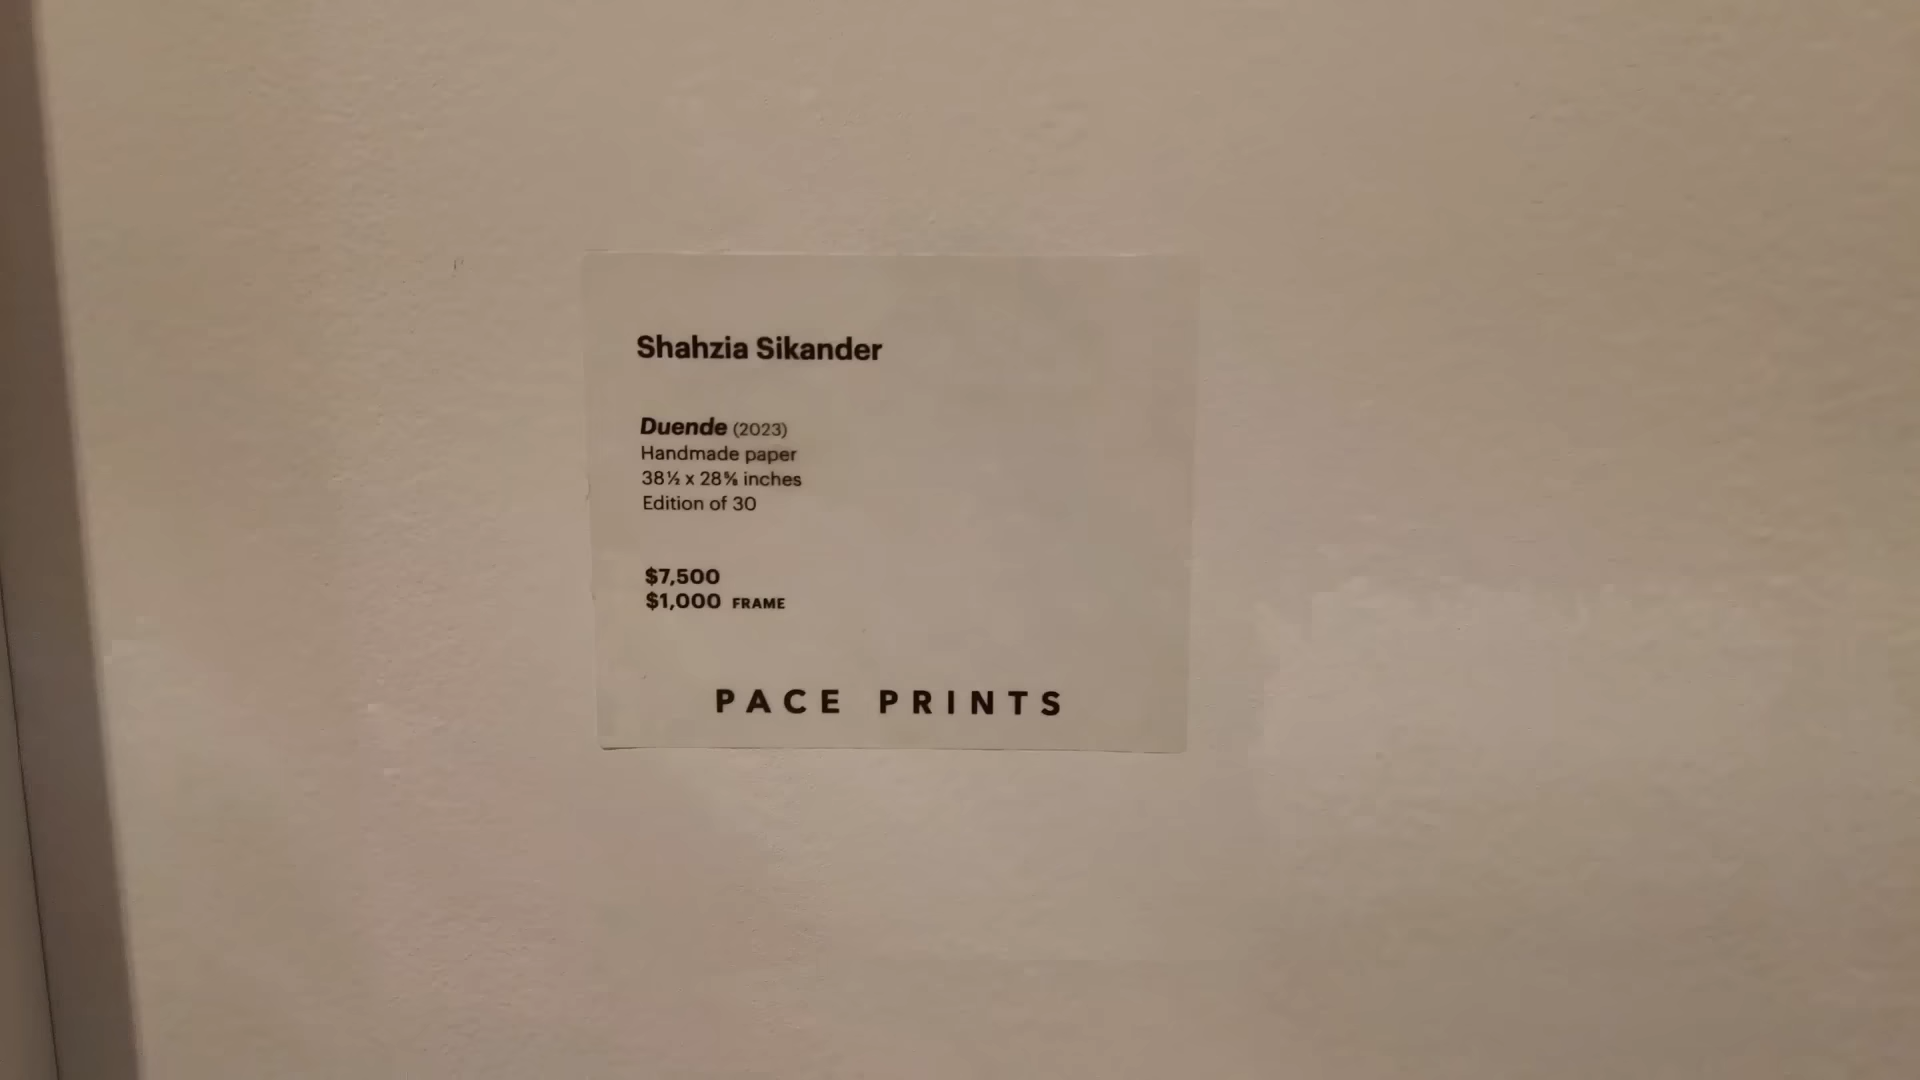 Shahzia Sikander
Duende (2023)
Handmade paper
38½ x 28⅝ inches
Edition of 30
$7,500
$1,000 FRAME
PACE PRINTS